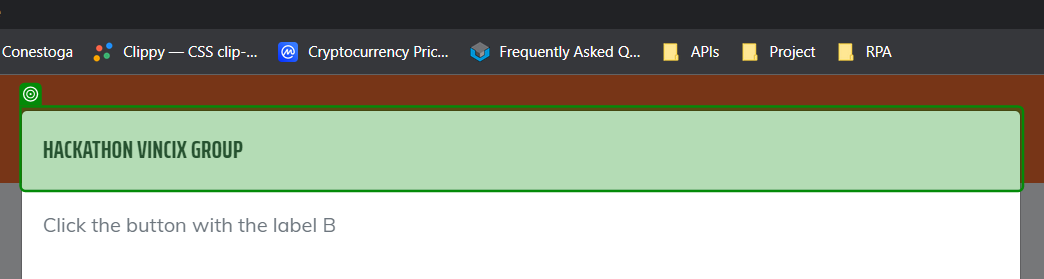 Conestoga Clippy — CSS clip-... Cryptocurrency Pric... Frequently Asked Q... APIs Project RPA
HACKATHON VINCIX GROUP
Click the button with the label B